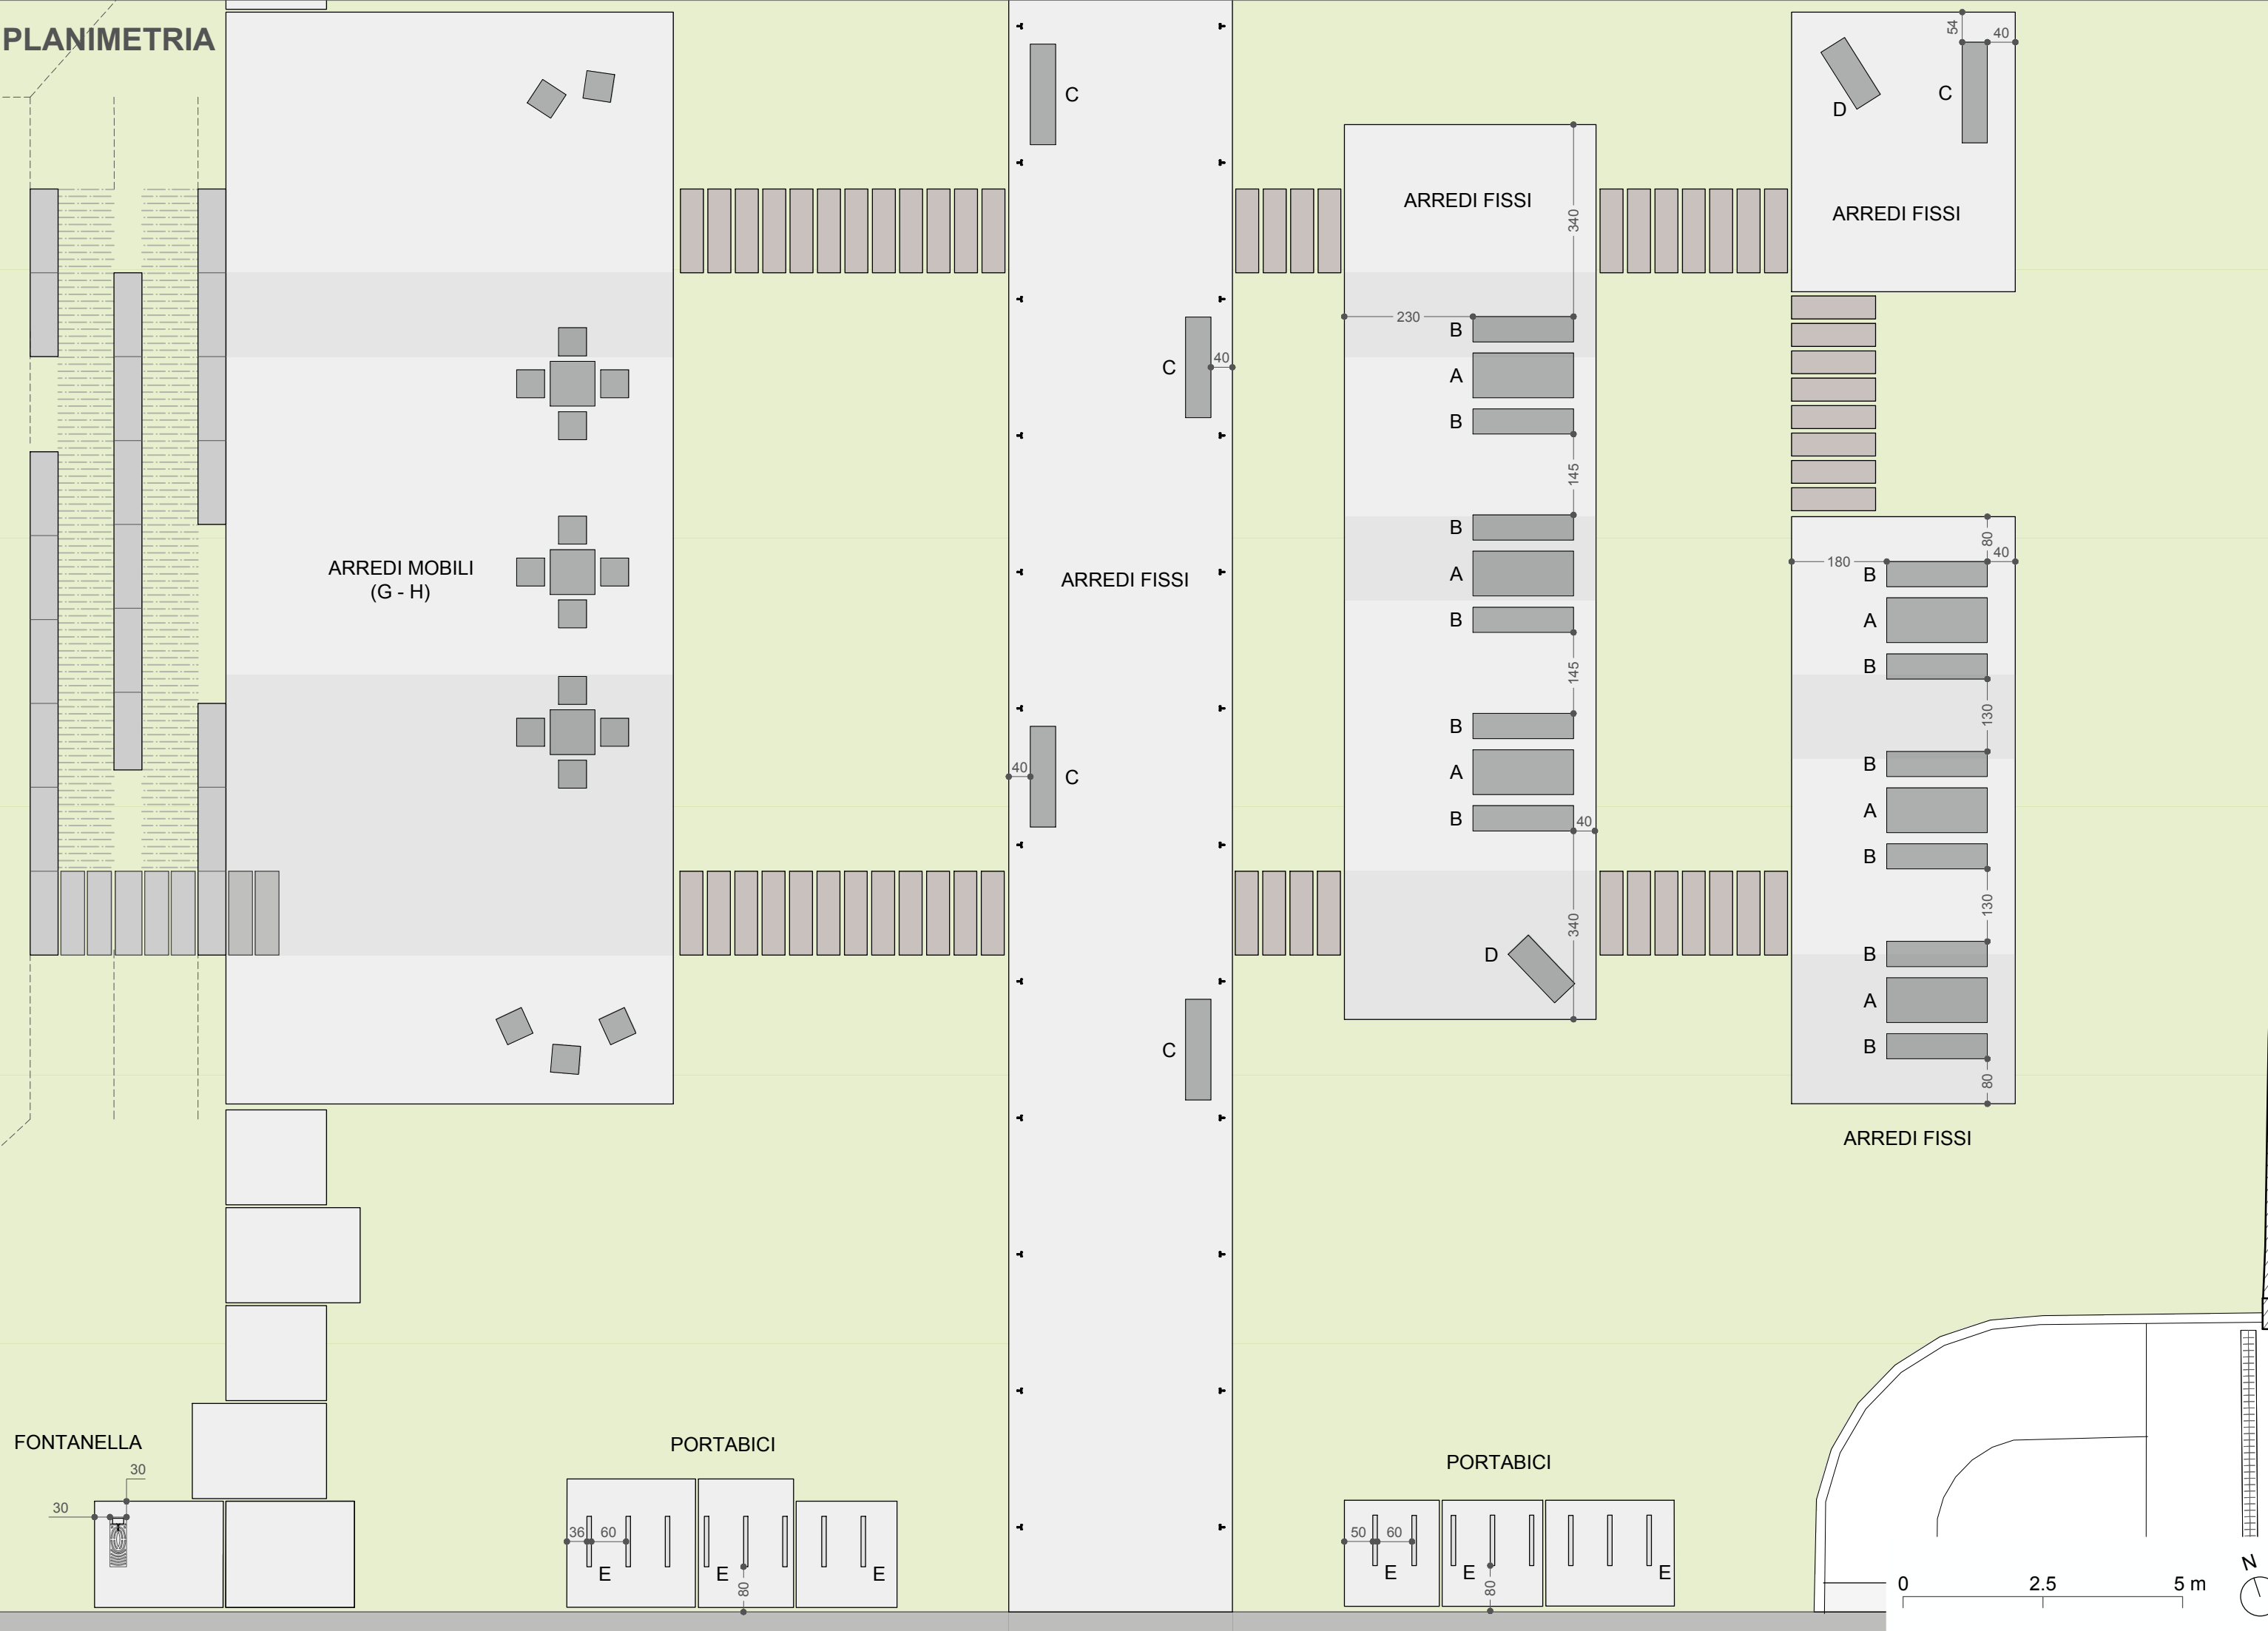 PLANIMETRIA
54
40
D
C
ARREDI FISSI
C
ARREDI FISSI
340
230
B
A
B
145
B
A
B
145
B
A
B
40
340
D
C
40
ARREDI MOBILI
(G - H)
ARREDI FISSI
40
C
C
80
40
180
B
A
B
130
B
A
B
130
B
A
B
80
ARREDI FISSI
FONTANELLA
30
30
PORTABICI
36
60
E
E
80
E
PORTABICI
50
60
E
E
80
E
0
2.5
5 m
N